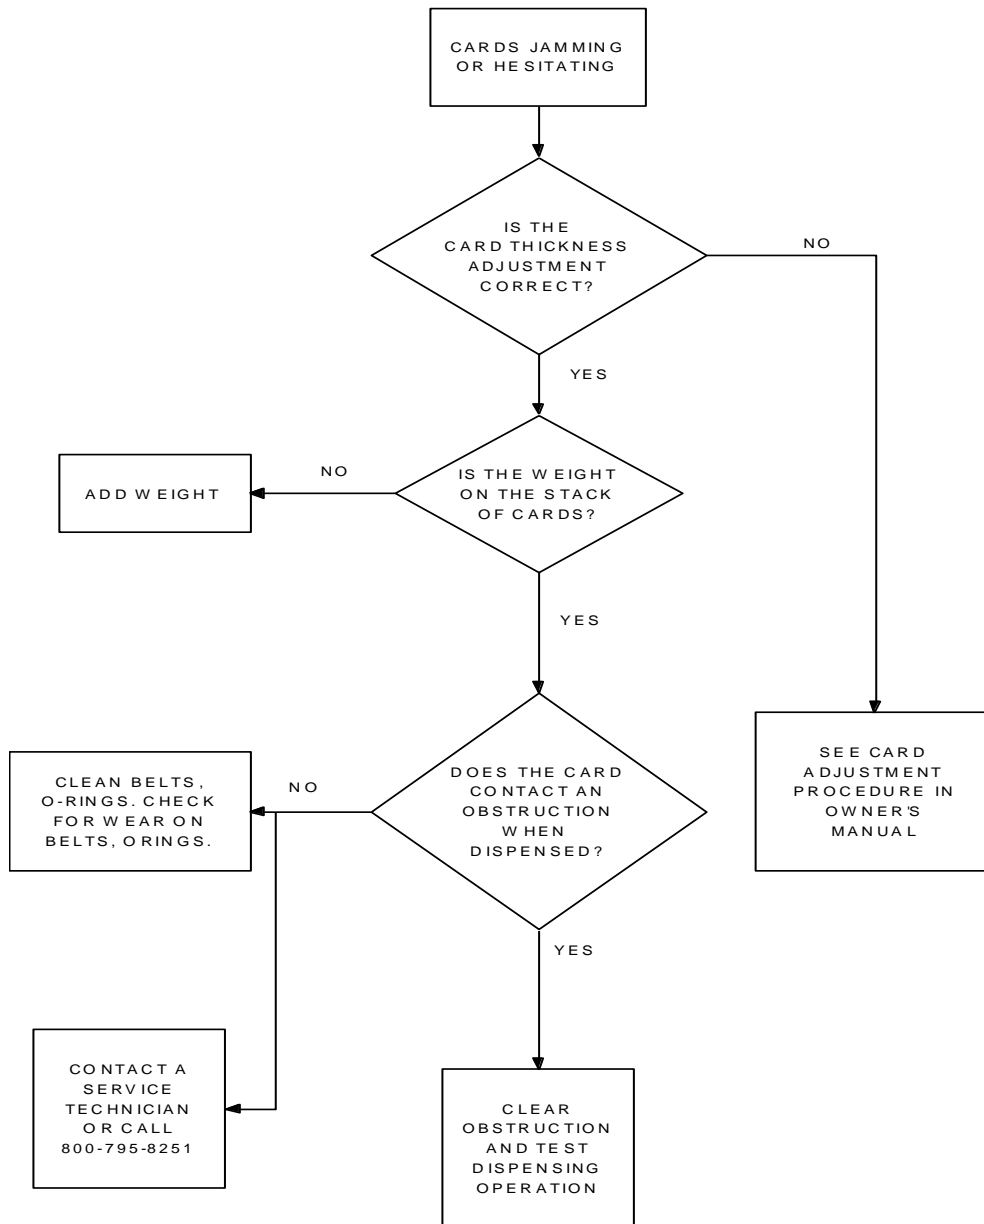 CARDS JAMMING
OR HESITATING
IS THE
CARD THICKNESS
ADJUSTMENT
CORRECT?
NO
YES
ADD WEIGHT
NO
IS THE WEIGHT
ON THE STACK
OF CARDS?
YES
CLEAN BELTS,
O-RINGS. CHECK
FOR WEAR ON
BELTS, ORINGS.
NO
DOES THE CARD
CONTACT AN
OBSTRUCTION
WHEN
DISPENSED?
SEE CARD
ADJUSTMENT
PROCEDURE IN
OWNER'S
MANUAL
YES
CONTACT A
SERVICE
TECHNICIAN
OR CALL
800-795-8251
CLEAR
OBSTRUCTION
AND TEST
DISPENSING
OPERATION